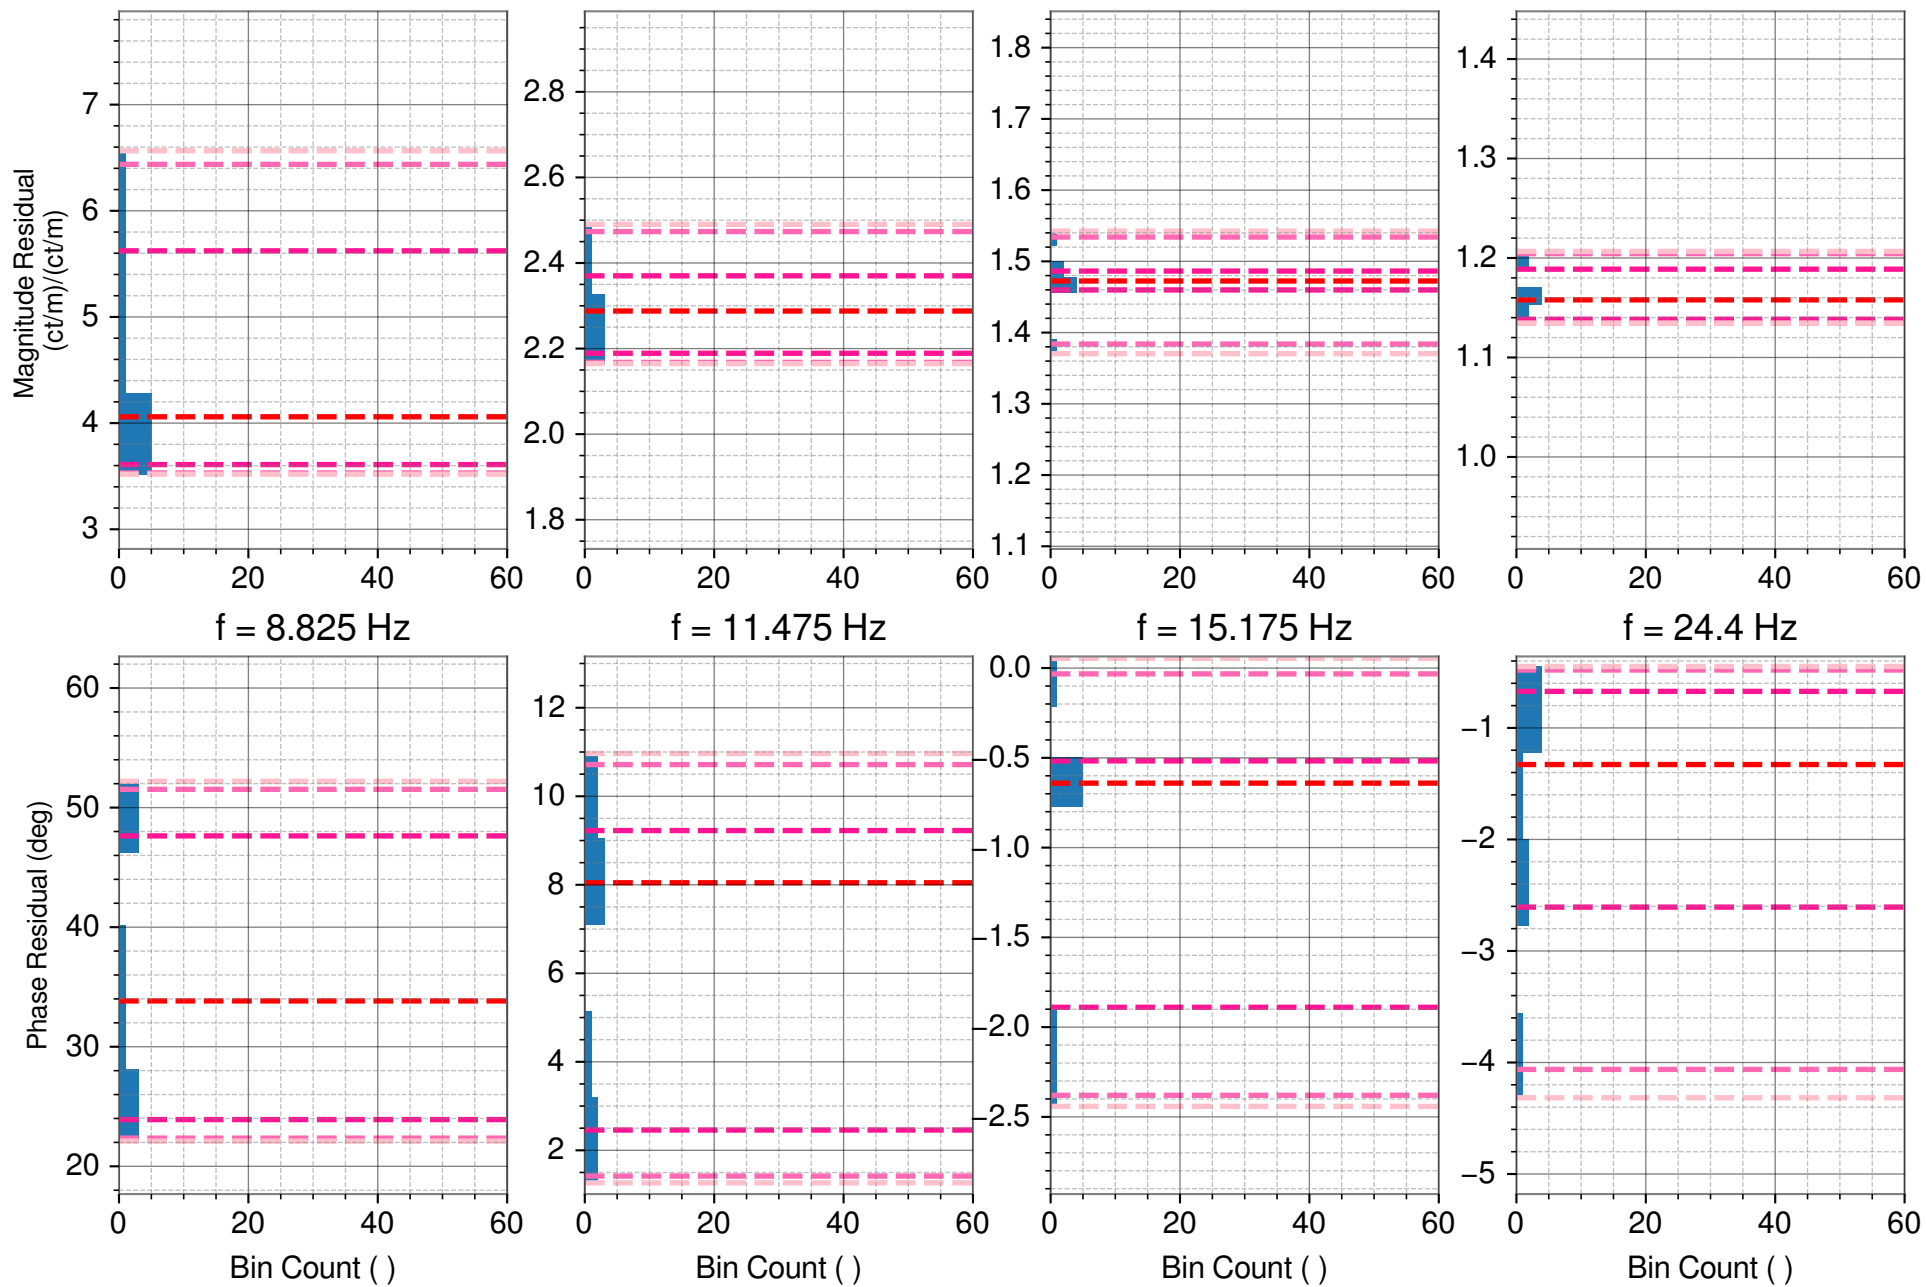 Magnitude Residual
(ct/m)/(ct/m)
7
6
5
4
3
0 20 40 60
2.8
2.6
2.4
2.2
2.0
1.8
0 20 40 60
1.8
1.7
1.6
1.5
1.4
1.3
1.2
1.1
0 20 40 60
1.4
1.3
1.2
1.1
1.0
0 20 40 60
f = 8.825 Hz
f = 11.475 Hz
f = 15.175 Hz
f = 24.4 Hz
Phase Residual (deg)
60
50
40
30
20
0 20 40 60
Bin Count ( )
12
10
8
6
4
2
0 20 40 60
Bin Count ( )
0.0
−0.5
−1.0
−1.5
−2.0
−2.5
0 20 40 60
Bin Count ( )
−1
−2
−3
−4
−5
0 20 40 60
Bin Count ( )